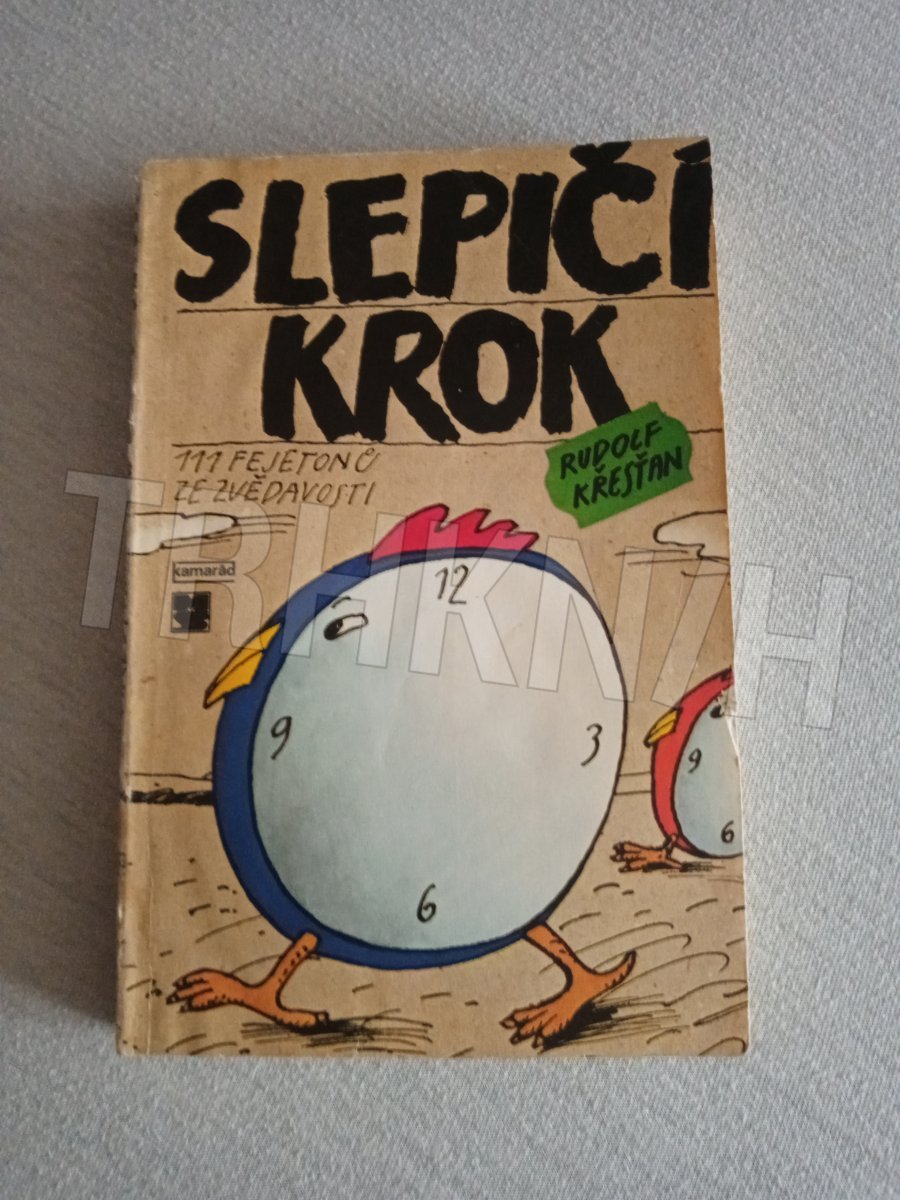 SLEPIČÍ
KROK
111 FEJETONŮ
ZE ZVĚDAVOSTI
RUDOLF
KŘESŤAN
kamarád
12
9
3
6
9
6
TRHKNIH